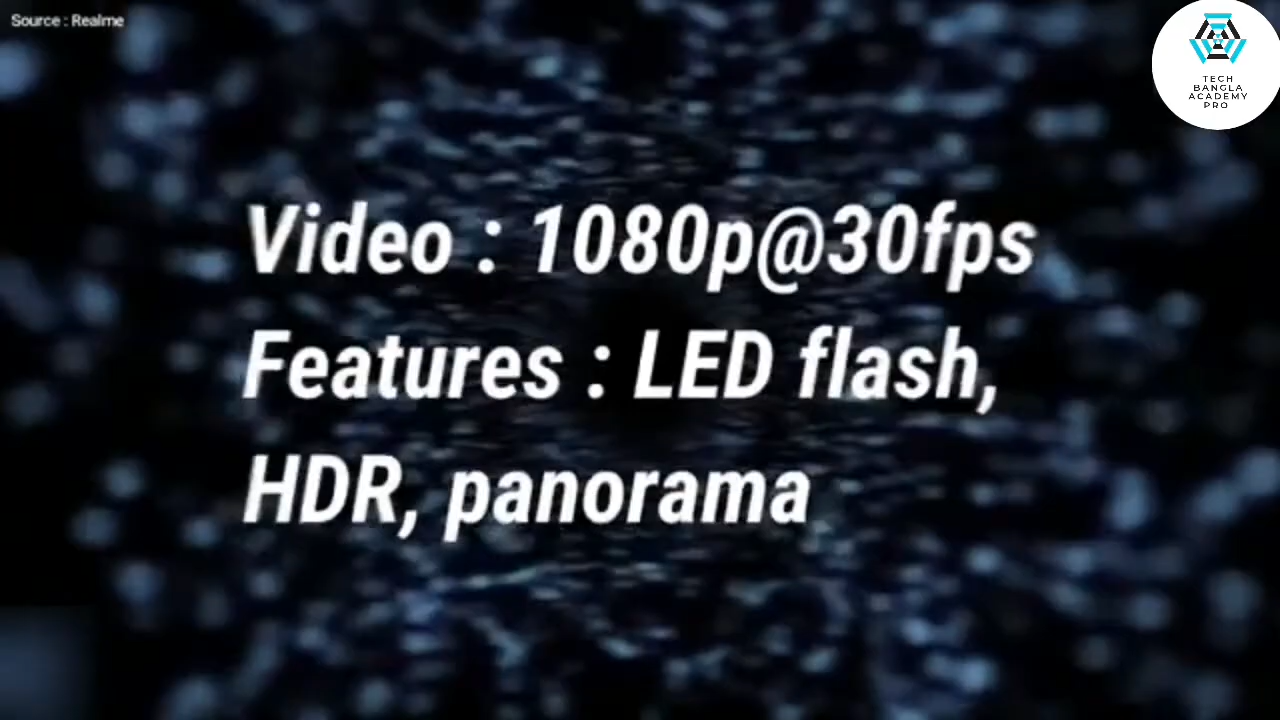 Source : Realme
TECH
BANGLA
ACADEMY
PRO
Video : 1080p@30fps
Features : LED flash,
HDR, panorama